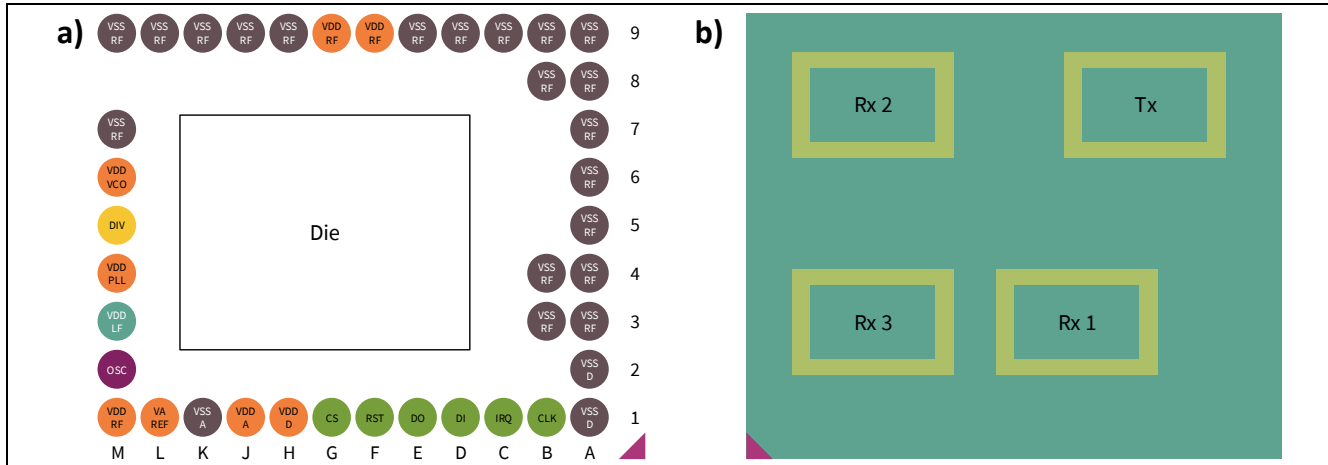 a)
VSS RF VSS RF VSS RF VSS RF VSS RF VDD RF VDD RF VSS RF VSS RF VSS RF VSS RF VSS RF 9
VSS RF VSS RF 8
VSS RF VSS RF 7
VDD VCO VSS RF 6
DIV VSS RF 5
VDD PLL VSS RF VSS RF 4
VDD LF VSS RF VSS RF 3
OSC VSS D 2
VDD RF VA REF VSS A VDD A VDD D CS RST DO DI IRQ CLK VSS D 1
M L K J H G F E D C B A
Die
b)
Rx 2 Tx
Rx 3 Rx 1